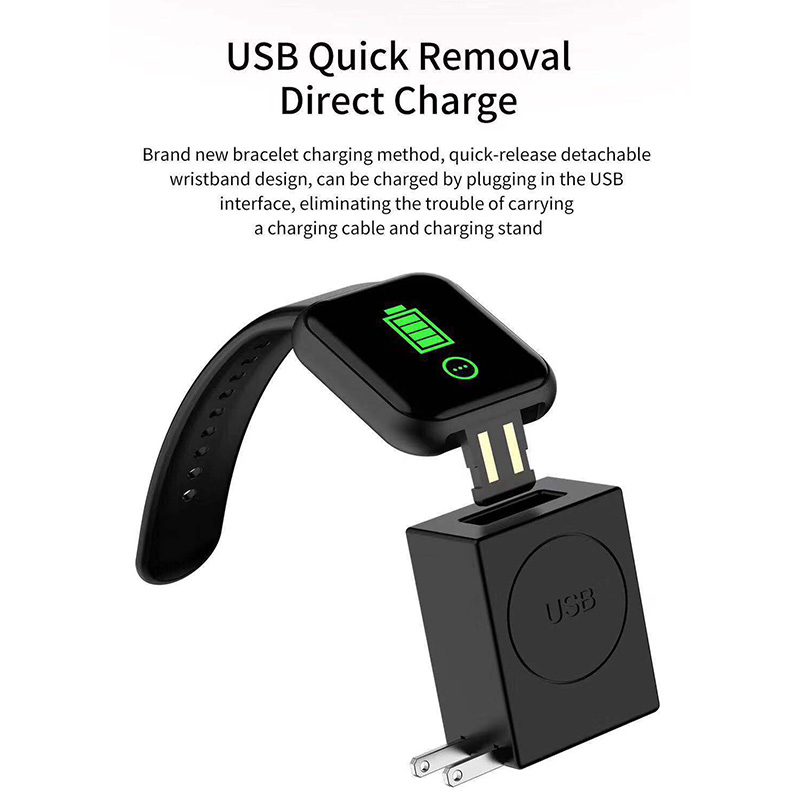 USB Quick Removal
Direct Charge
Brand new bracelet charging method, quick-release detachable
wristband design, can be charged by plugging in the USB
interface, eliminating the trouble of carrying
a charging cable and charging stand
USB